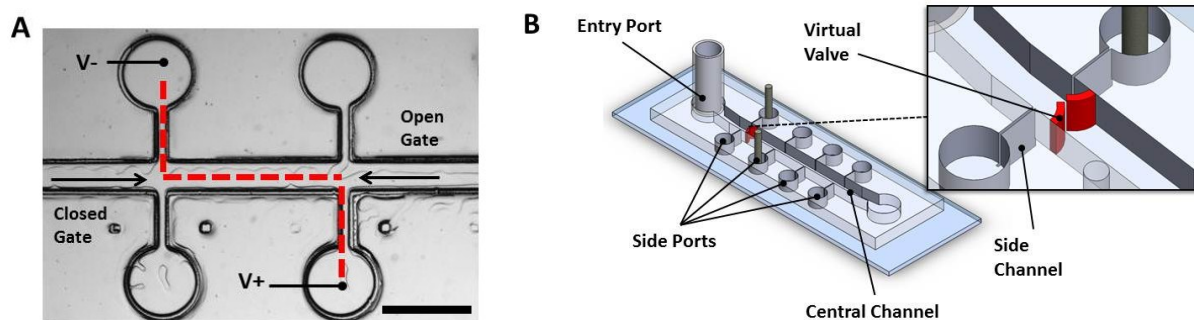 A
V-
Open
Gate
Closed
Gate
V+
B
Entry Port
Virtual
Valve
Side Ports
Side
Channel
Central Channel